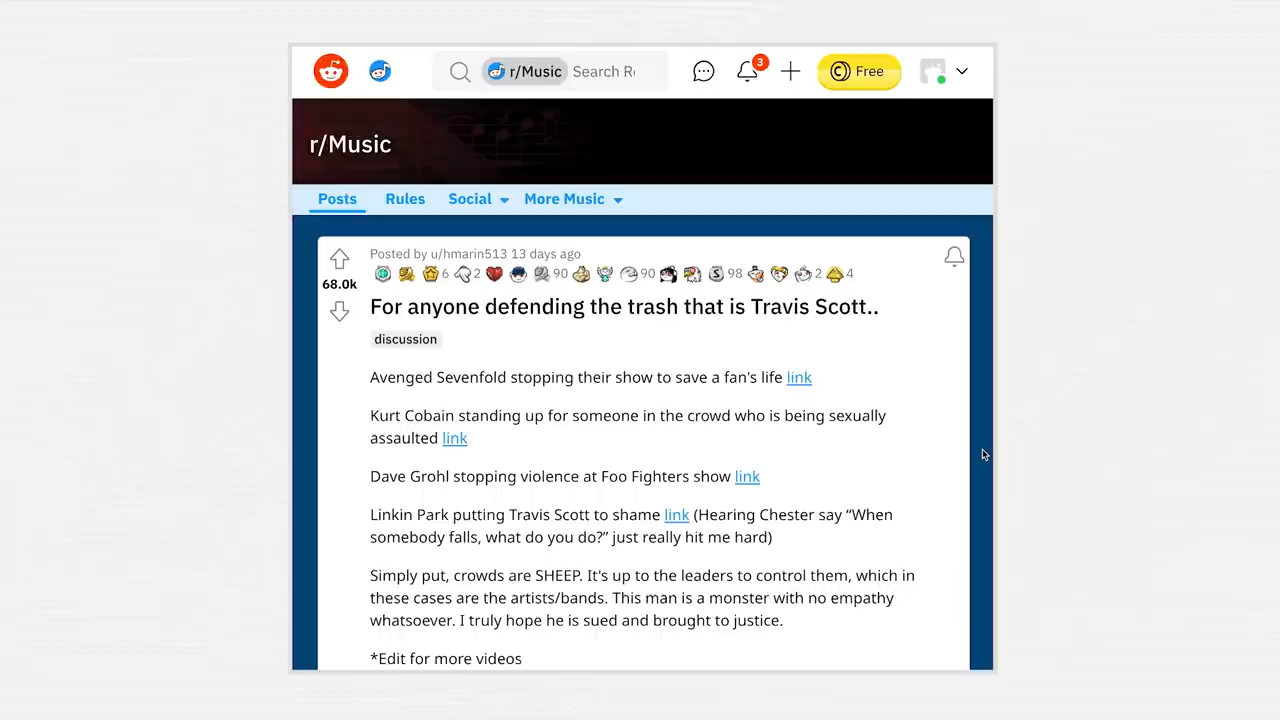 r/Music Search Re 3 Free
r/Music
Posts Rules Social More Music
Posted by u/hmarin513 13 days ago
6 2 90 90 98 2 4
68.0k
For anyone defending the trash that is Travis Scott..
discussion
Avenged Sevenfold stopping their show to save a fan's life link
Kurt Cobain standing up for someone in the crowd who is being sexually
assaulted link
Dave Grohl stopping violence at Foo Fighters show link
Linkin Park putting Travis Scott to shame link (Hearing Chester say “When
somebody falls, what do you do?” just really hit me hard)
Simply put, crowds are SHEEP. It's up to the leaders to control them, which in
these cases are the artists/bands. This man is a monster with no empathy
whatsoever. I truly hope he is sued and brought to justice.
*Edit for more videos